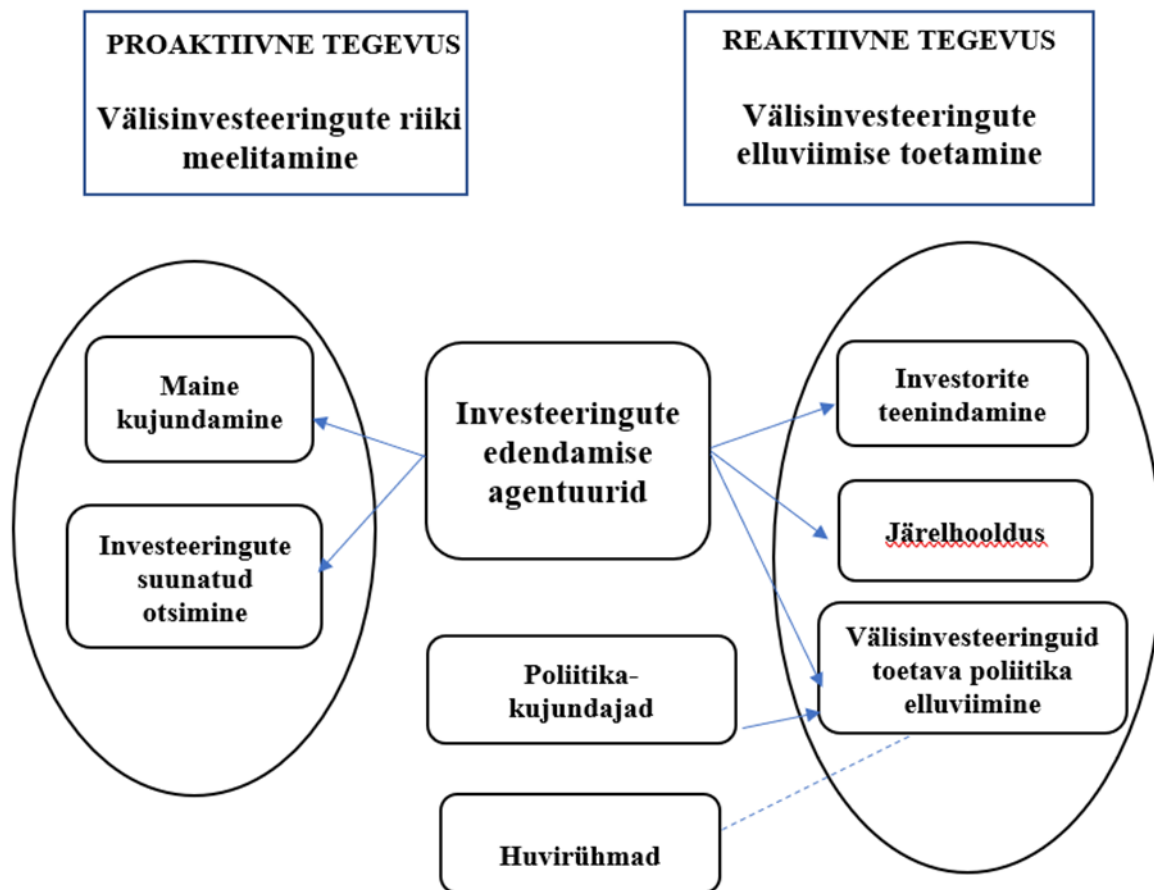 PROAKTIIVNE TEGEVUS
Välisinvesteeringute riiki
meelitamine
REAKTIIVNE TEGEVUS
Välisinvesteeringute
elluviimise toetamine
Maine
kujundamine
Investeeringute
suunatud
otsimine
Investeeringute
edendamise
agentuurid
Poliitika-
kujundajad
Huvirühmad
Investorite
teenindamine
Järelhooldus
Välisinvesteeringuid
toetava poliitika
elluviimine